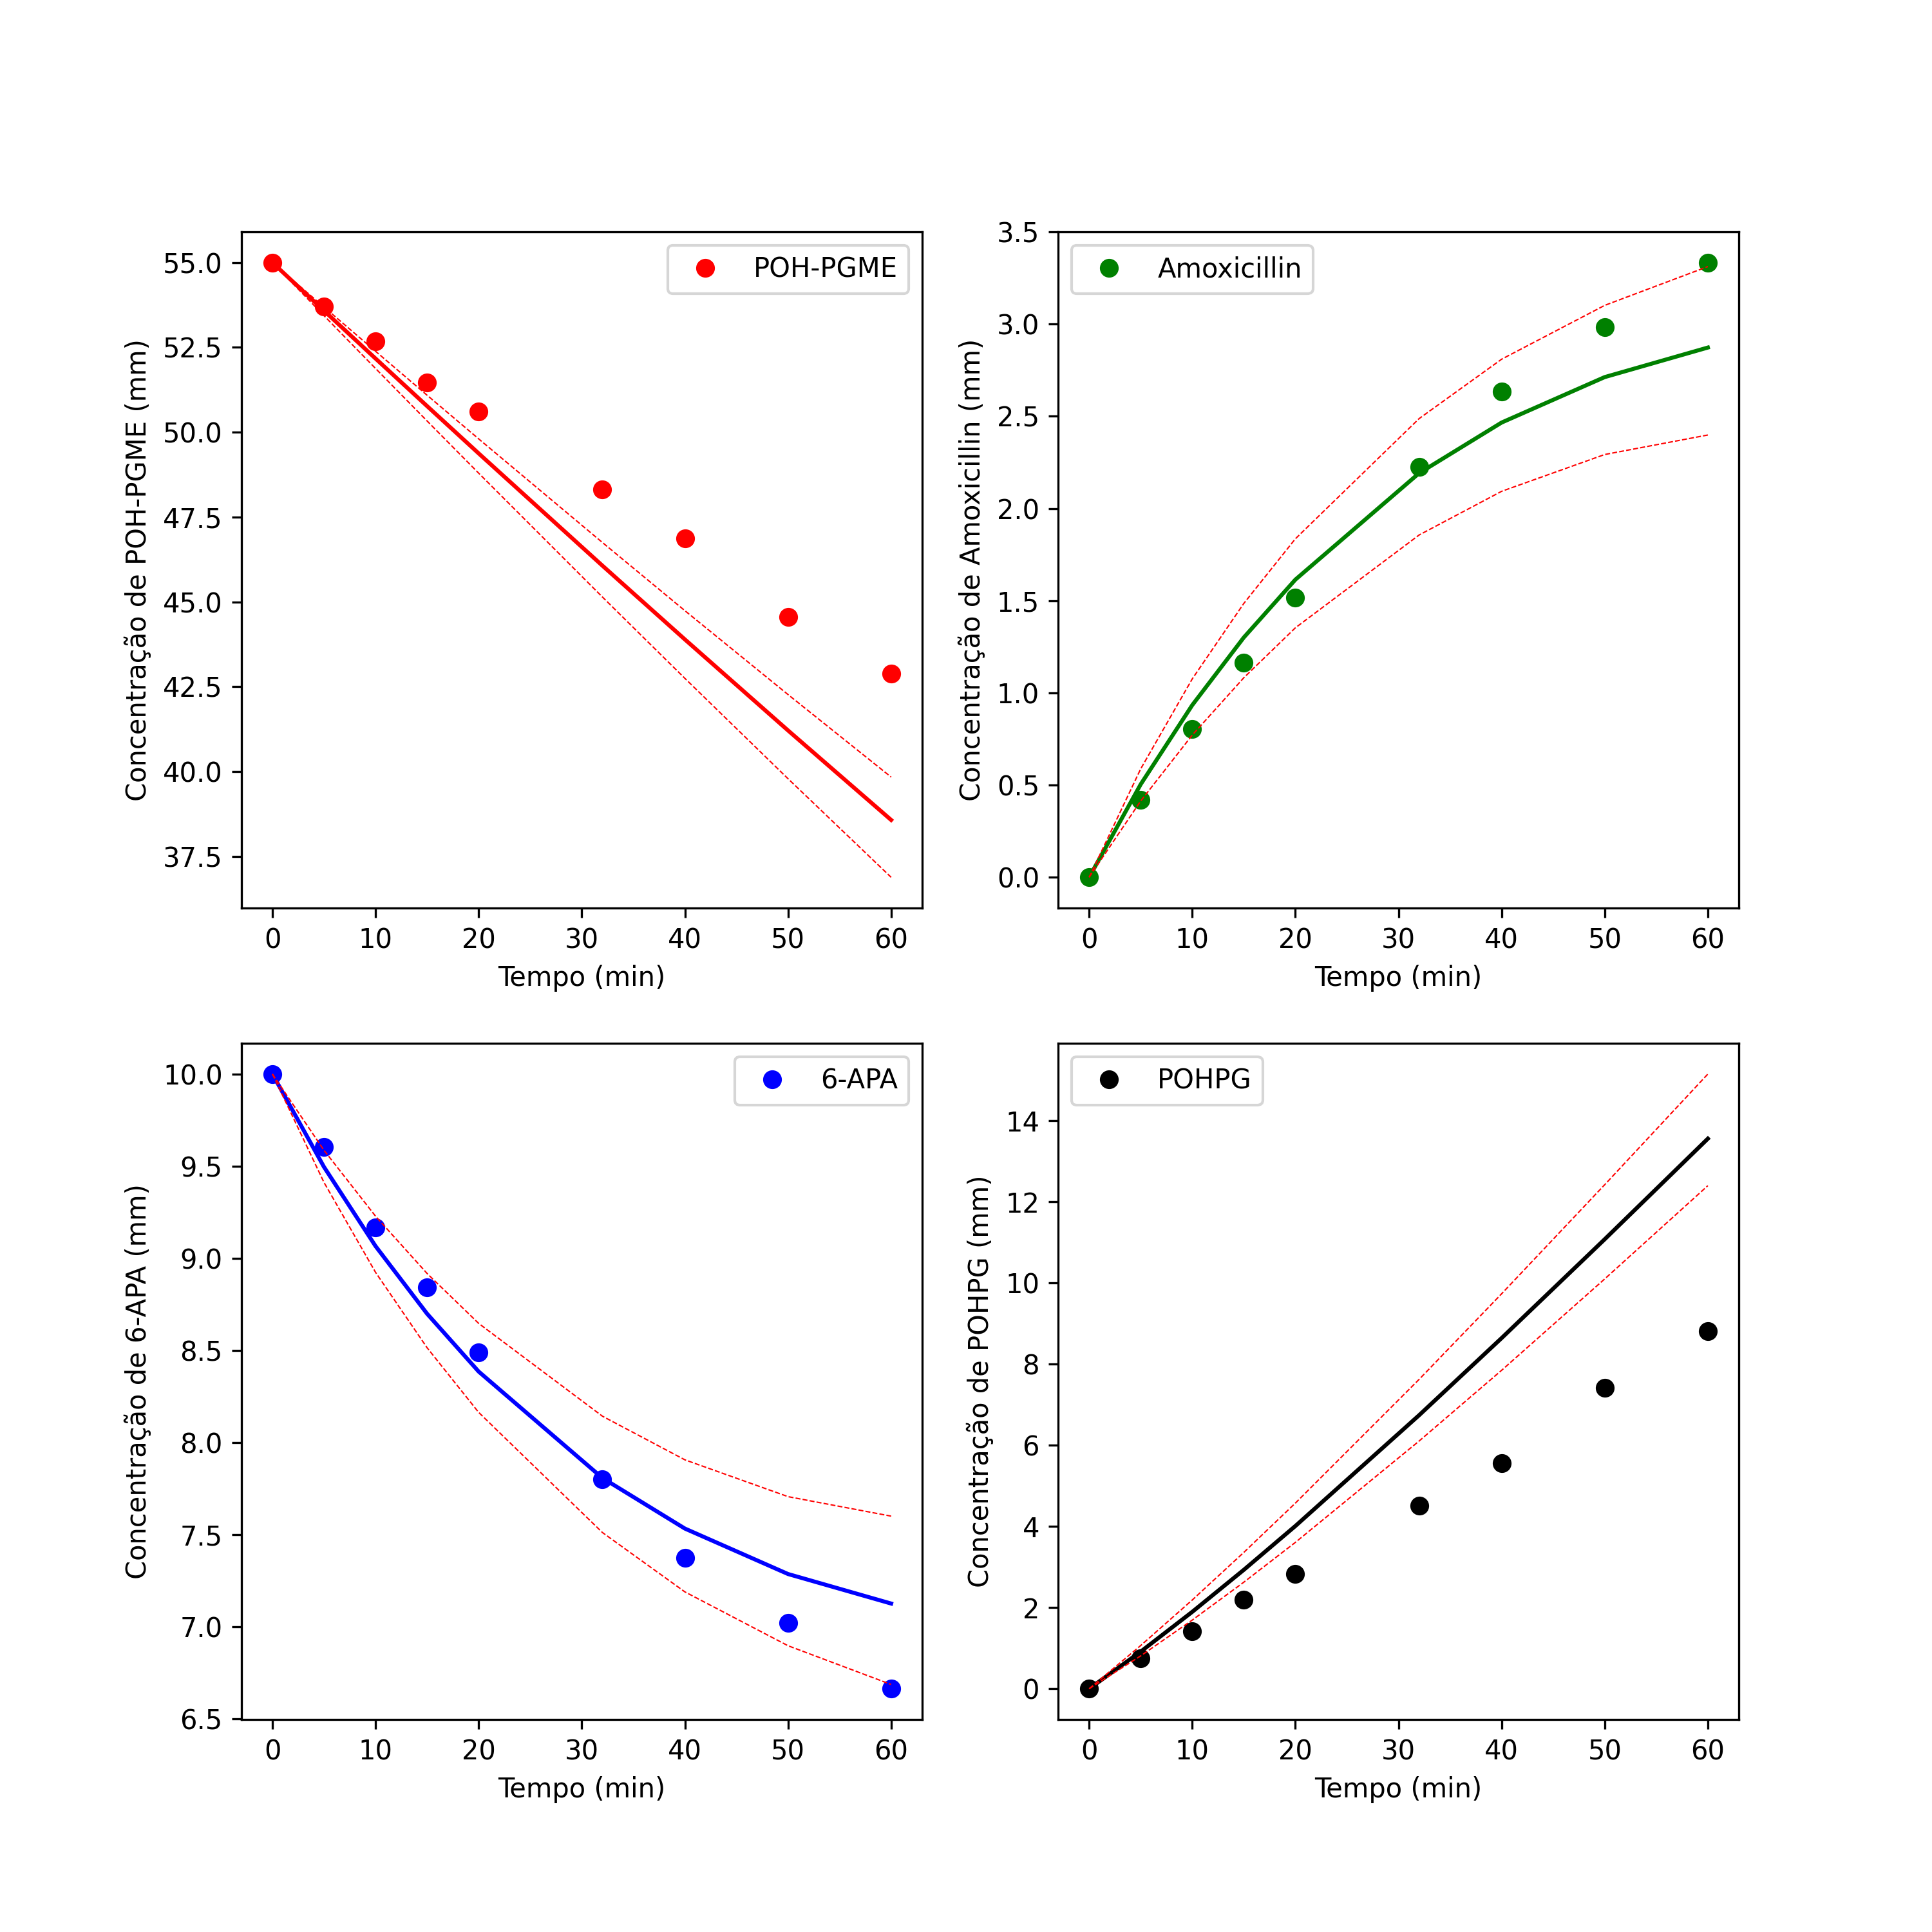 POH-PGME
55.0
52.5
50.0
47.5
45.0
42.5
40.0
37.5
Concentração de POH-PGME (mm)
0 10 20 30 40 50 60
Tempo (min)
Amoxicillin
3.5
3.0
2.5
2.0
1.5
1.0
0.5
0.0
Concentração de Amoxicillin (mm)
0 10 20 30 40 50 60
Tempo (min)
6-APA
10.0
9.5
9.0
8.5
8.0
7.5
7.0
6.5
Concentração de 6-APA (mm)
0 10 20 30 40 50 60
Tempo (min)
POHPG
14
12
10
8
6
4
2
0
Concentração de POHPG (mm)
0 10 20 30 40 50 60
Tempo (min)